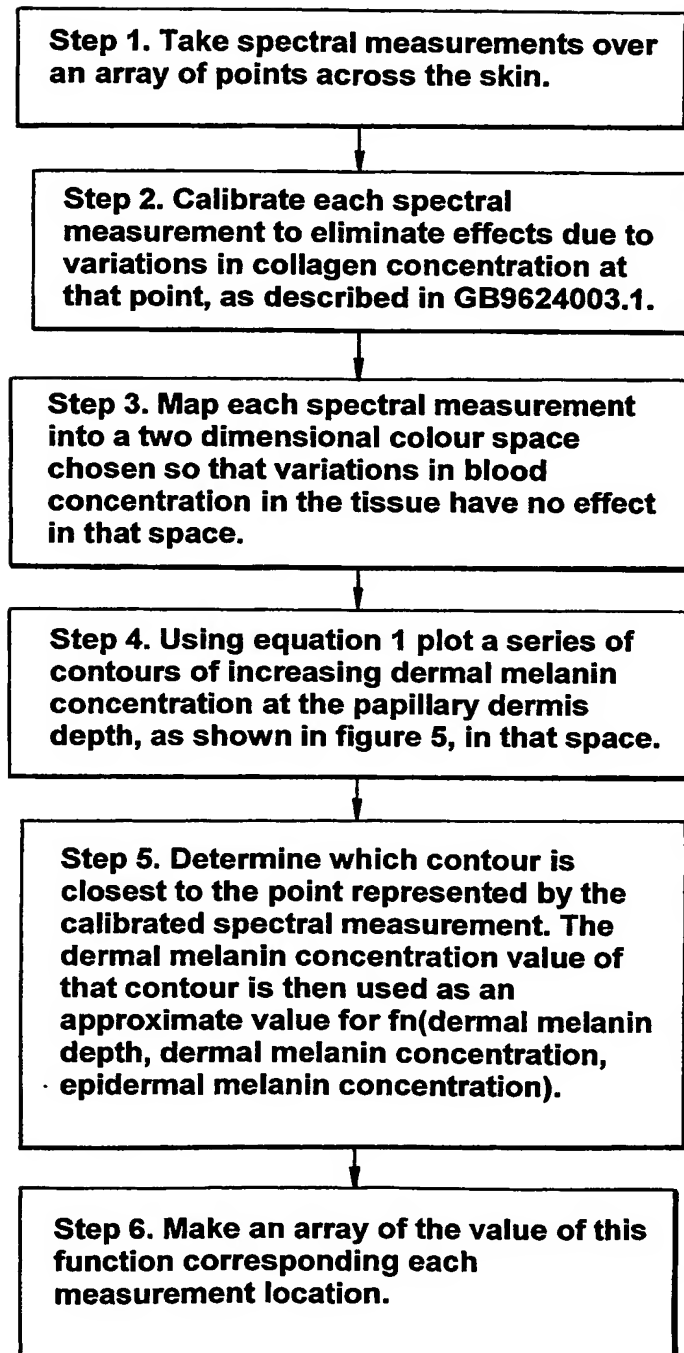 Step 1. Take spectral measurements over
an array of points across the skin.
Step 2. Calibrate each spectral
measurement to eliminate effects due to
variations in collagen concentration at
that point, as described in GB9624003.1.
Step 3. Map each spectral measurement
into a two dimensional colour space
chosen so that variations in blood
concentration in the tissue have no effect
in that space.
Step 4. Using equation 1 plot a series of
contours of increasing dermal melanin
concentration at the papillary dermis
depth, as shown in figure 5, in that space.
Step 5. Determine which contour is
closest to the point represented by the
calibrated spectral measurement. The
dermal melanin concentration value of
that contour is then used as an
approximate value for fn(dermal melanin
depth, dermal melanin concentration,
epidermal melanin concentration).
Step 6. Make an array of the value of this
function corresponding each
measurement location.